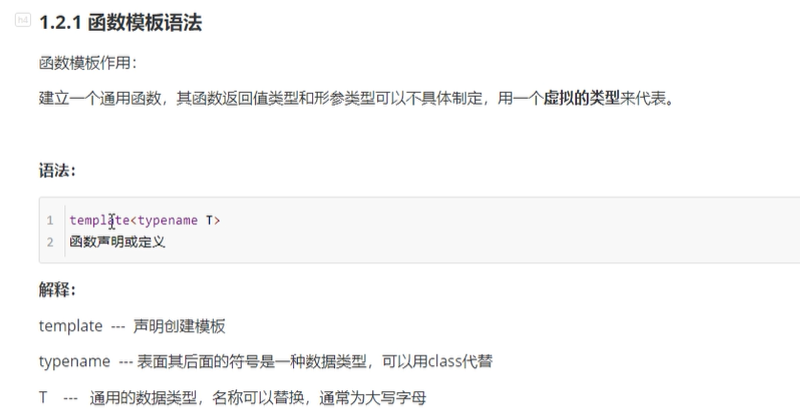 h4 1.2.1 函数模板语法
函数模板作用：
建立一个通用函数，其函数返回值类型和形参类型可以不具体制定，用一个虚拟的类型来代表。
语法：
1 template<typename T>
2 函数声明或定义
解释：
template --- 声明创建模板
typename --- 表面其后面的符号是一种数据类型，可以用class代替
T --- 通用的数据类型，名称可以替换，通常为大写字母